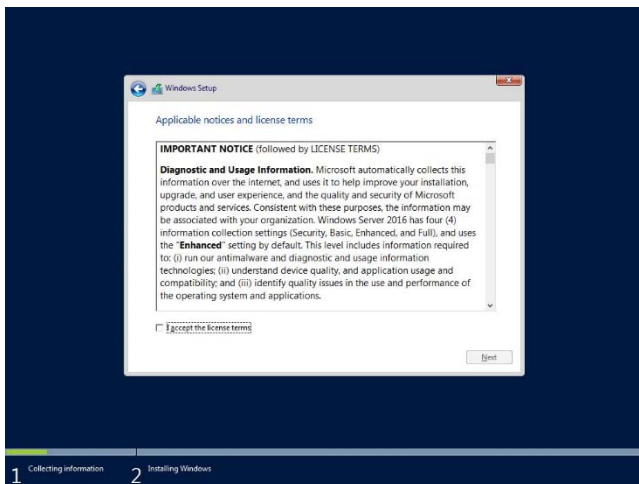 Windows Setup
Applicable notices and license terms
IMPORTANT NOTICE (followed by LICENSE TERMS)
Diagnostic and Usage Information. Microsoft automatically collects this
information over the internet, and uses it to help improve your installation,
upgrade, and user experience, and the quality and security of Microsoft
products and services. Consistent with these purposes, the information may
be associated with your organization. Windows Server 2016 has four (4)
information collection settings (Security, Basic, Enhanced, and Full), and uses
the "Enhanced" setting by default. This level includes information required
to: (i) run our antimalware and diagnostic and usage information
technologies; (ii) understand device quality, and application usage and
compatibility; and (iii) identify quality issues in the use and performance of
the operating system and applications.
I accept the license terms
Next
1 Collecting information 2 Installing Windows